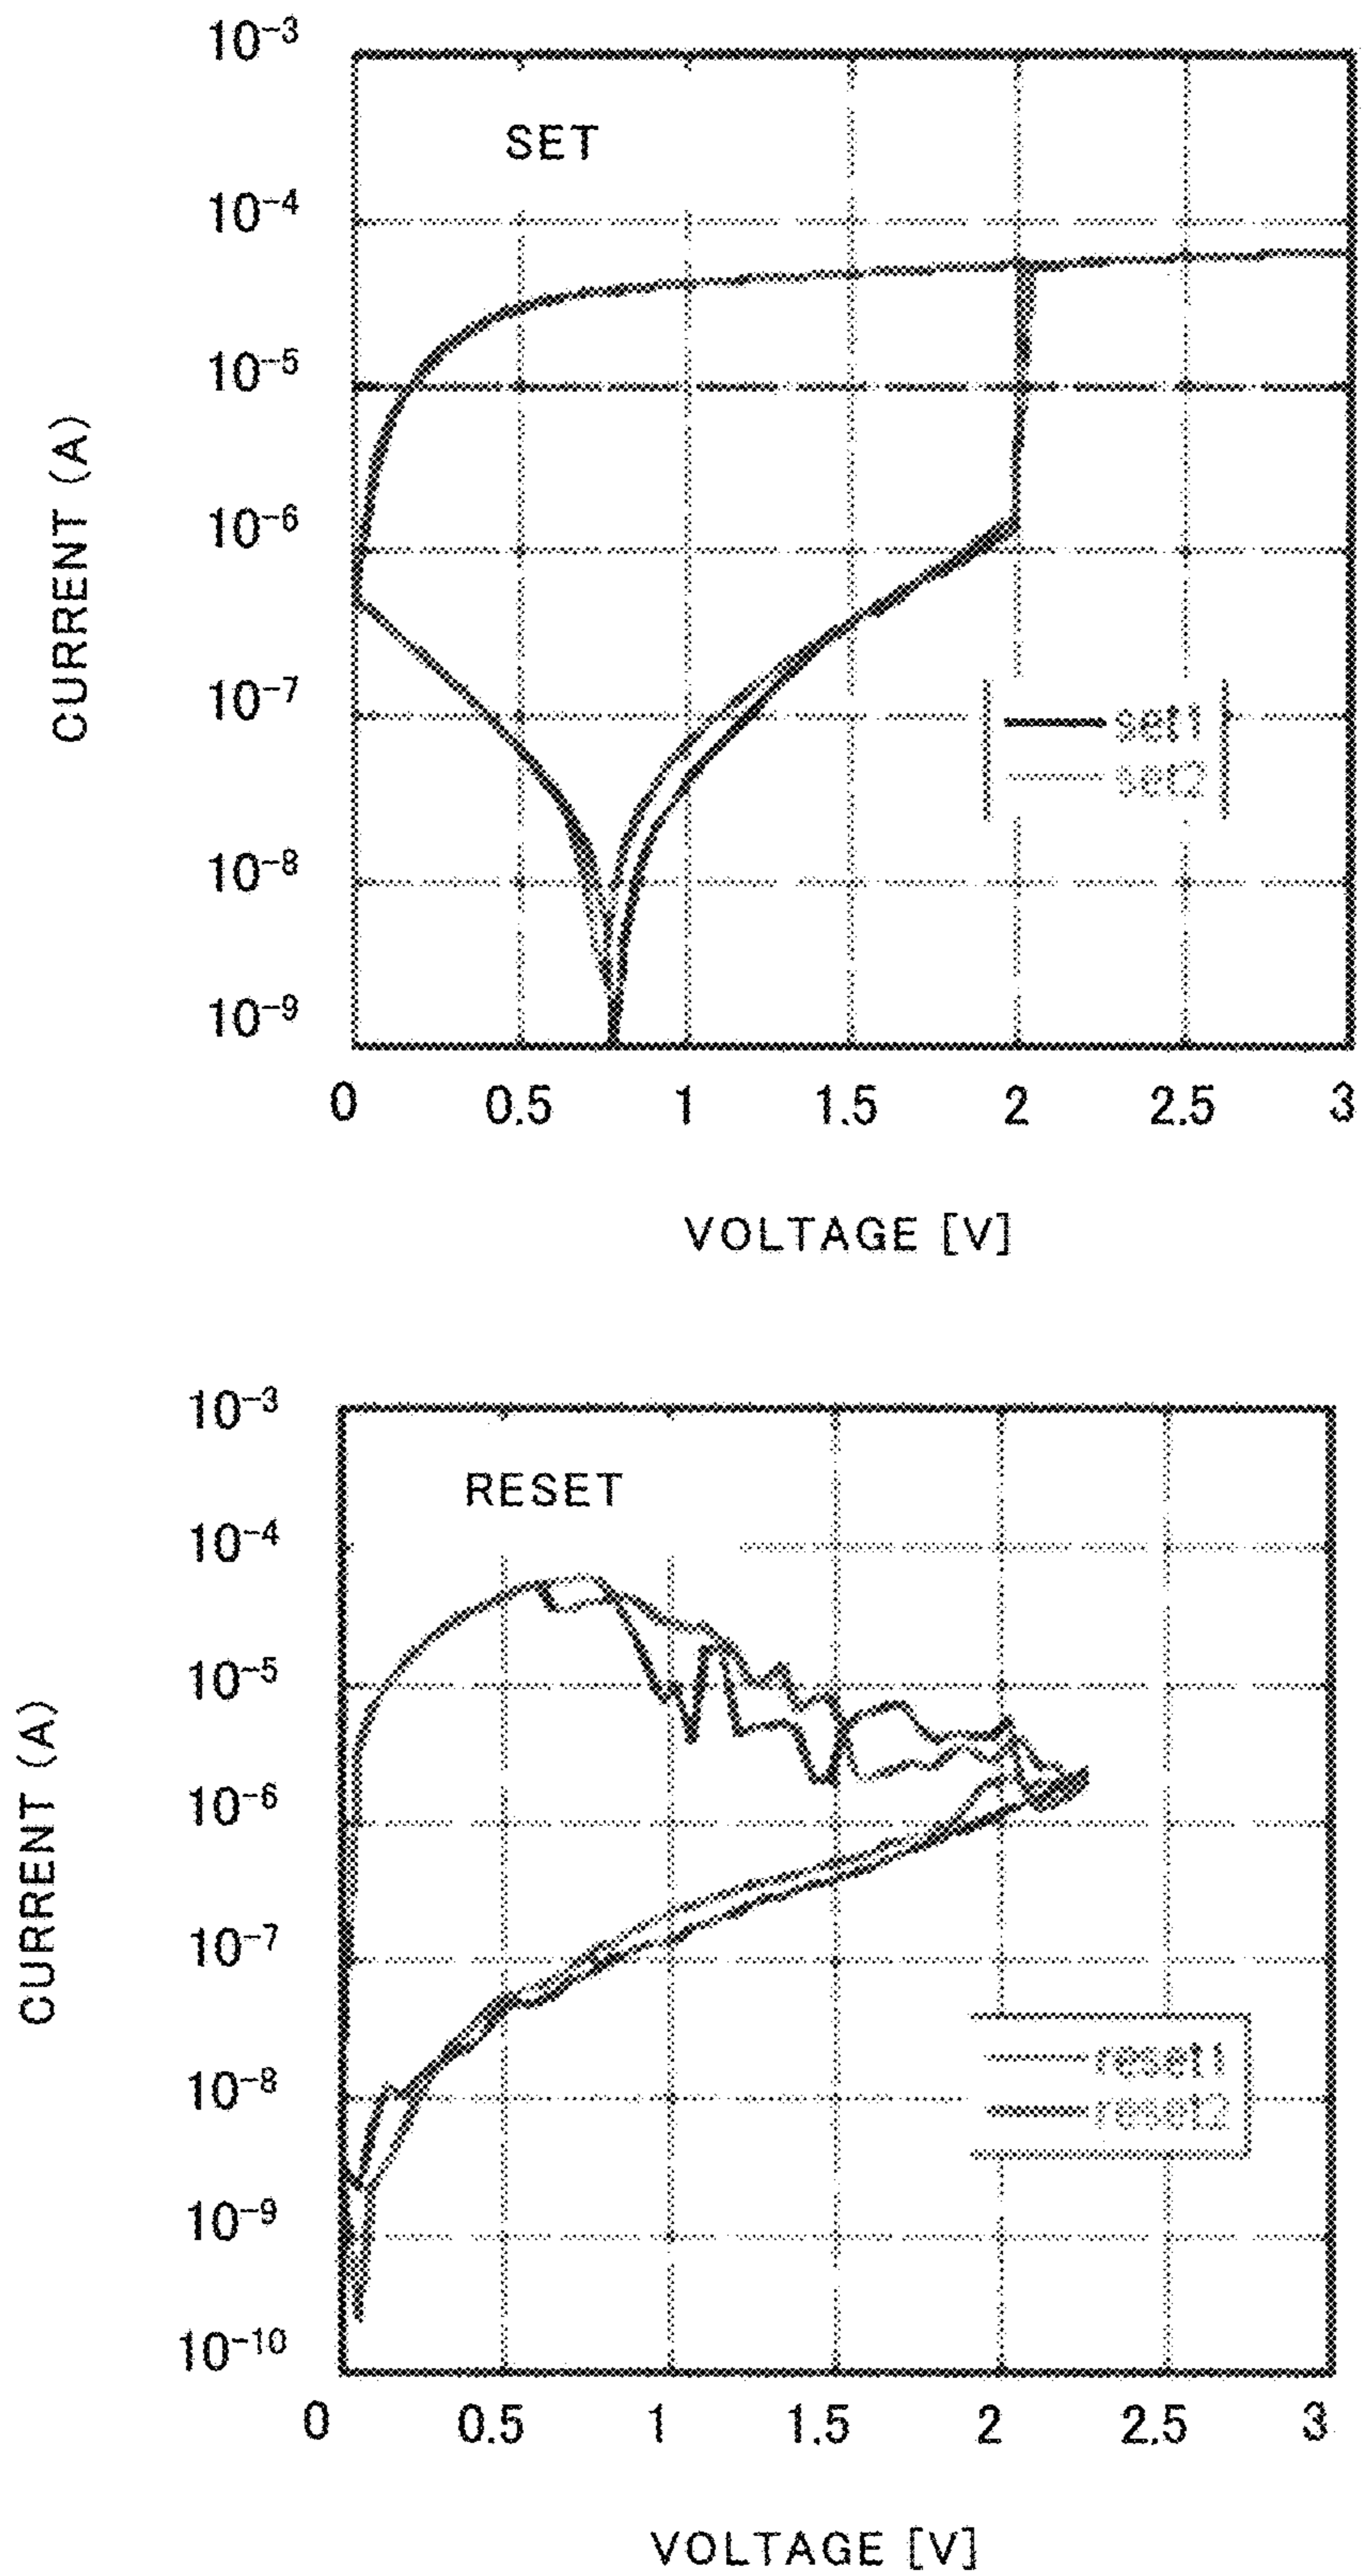 10⁻³
SET
10⁻⁴
10⁻⁵
10⁻⁶
10⁻⁷
10⁻⁸
10⁻⁹
CURRENT (A)
set1
set2
0 0.5 1 1.5 2 2.5 3
VOLTAGE [V]
10⁻³
RESET
10⁻⁴
10⁻⁵
10⁻⁶
10⁻⁷
10⁻⁸
10⁻⁹
10⁻¹⁰
CURRENT (A)
reset1
reset2
0 0.5 1 1.5 2 2.5 3
VOLTAGE [V]